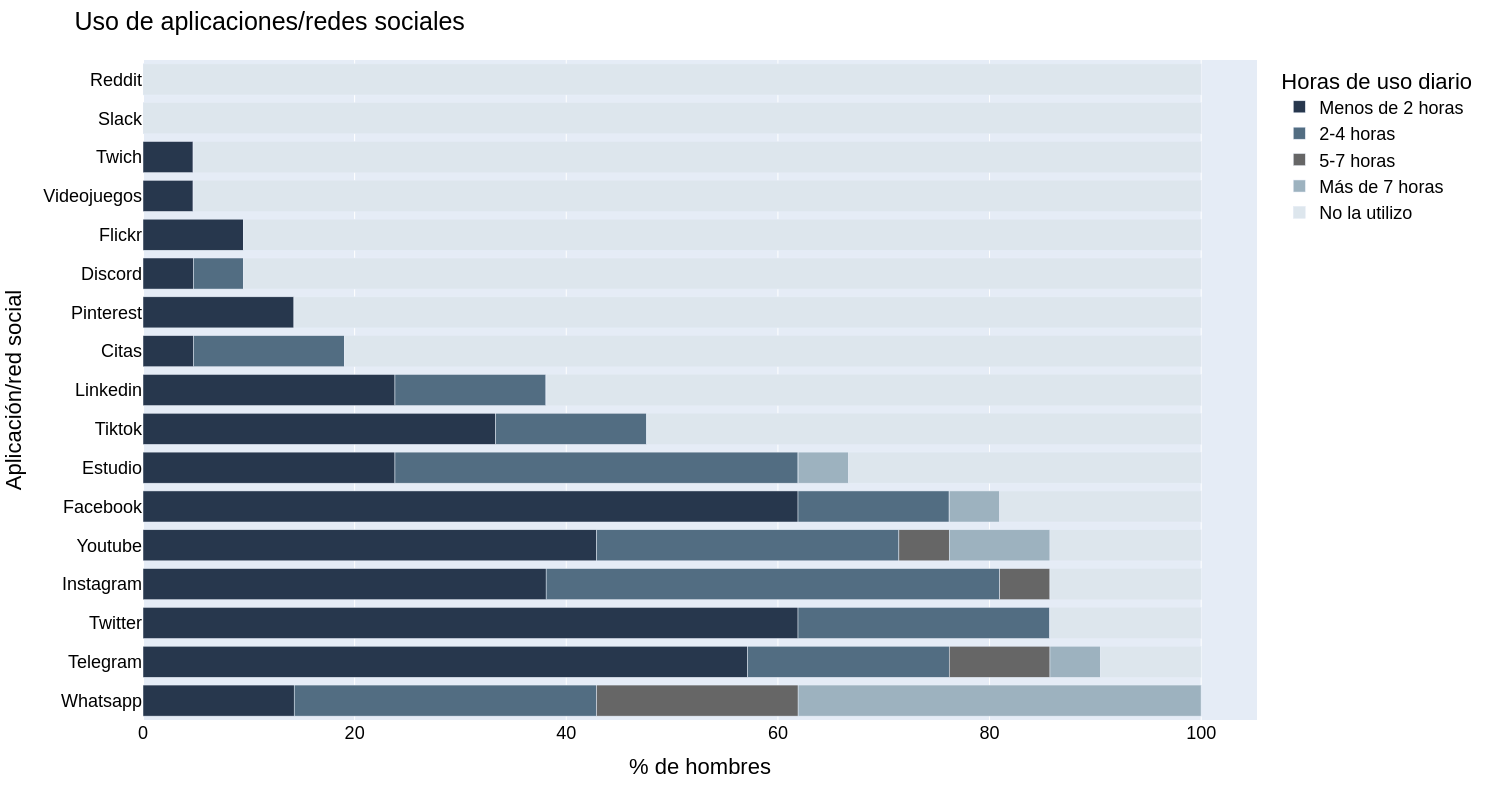 Uso de aplicaciones/redes sociales
Horas de uso diario
Menos de 2 horas
2-4 horas
5-7 horas
Más de 7 horas
No la utilizo
Aplicación/red social
Reddit
Slack
Twich
Videojuegos
Flickr
Discord
Pinterest
Citas
Linkedin
Tiktok
Estudio
Facebook
Youtube
Instagram
Twitter
Telegram
Whatsapp
0 20 40 60 80 100
% de hombres